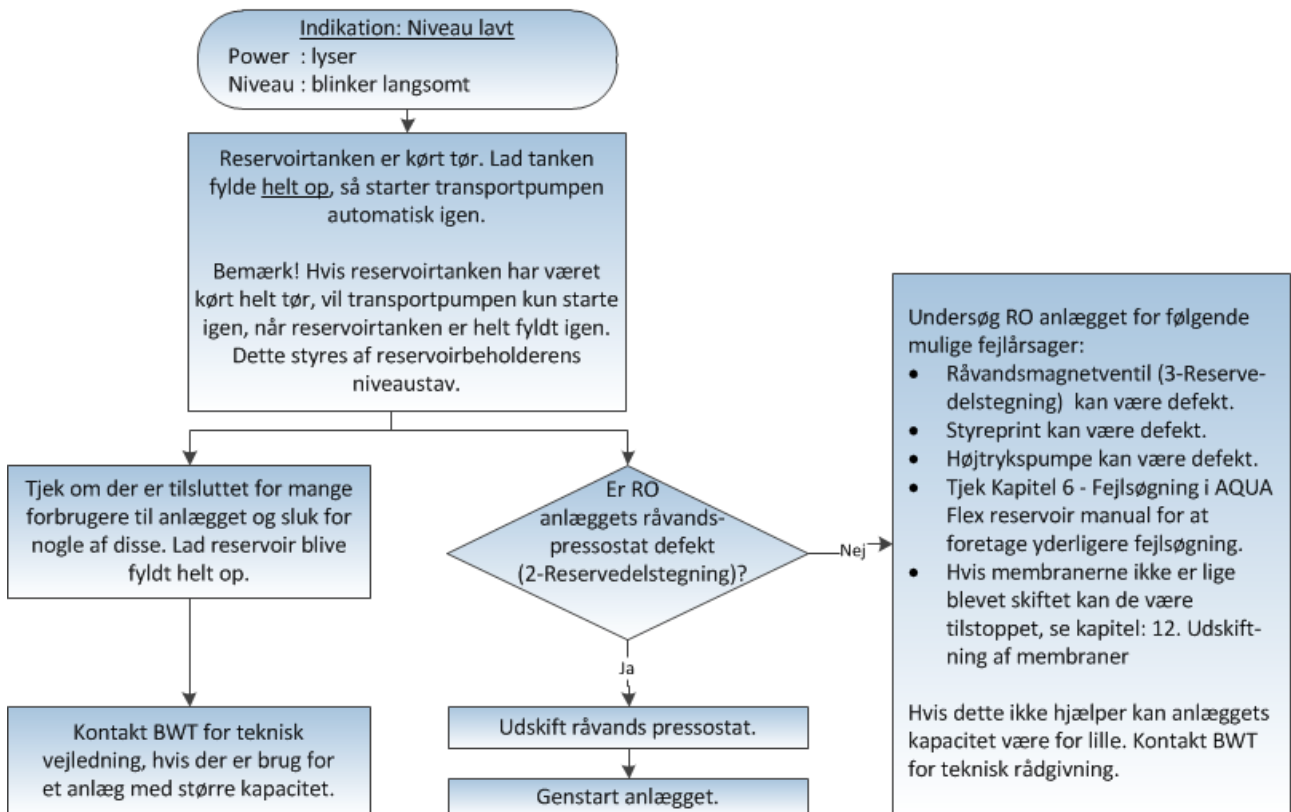 Indikation: Niveau lavt
Power : lyser
Niveau : blinker langsomt
Reservoirtanken er kørt tør. Lad tanken
fylde helt op, så starter transportpumpen
automatisk igen.
Bemærk! Hvis reservoirtanken har været
kørt helt tør, vil transportpumpen kun starte
igen, når reservoirtanken er helt fyldt igen.
Dette styres af reservoirbeholderens
niveaustav.
Tjek om der er tilsluttet for mange
forbrugere til anlægget og sluk for
nogle af disse. Lad reservoir blive
fyldt helt op.
Kontakt BWT for teknisk
vejledning, hvis der er brug for
et anlæg med større kapacitet.
Er RO
anlæggets råvands-
pressostat defekt
(2-Reservedelstegning)?
Nej
Ja
Udskift råvands pressostat.
Genstart anlægget.
Undersøg RO anlægget for følgende
mulige fejlårsager:
• Råvandsmagnetventil (3-Reserve-
delstegning) kan være defekt.
• Styreprint kan være defekt.
• Højtrykspumpe kan være defekt.
• Tjek Kapitel 6 - Fejlsøgning i AQUA
Flex reservoir manual for at
foretage yderligere fejlsøgning.
• Hvis membranerne ikke er lige
blevet skiftet kan de være
tilstoppet, se kapitel: 12. Udskift-
ning af membraner
Hvis dette ikke hjælper kan anlæggets
kapacitet være for lille. Kontakt BWT
for teknisk rådgivning.